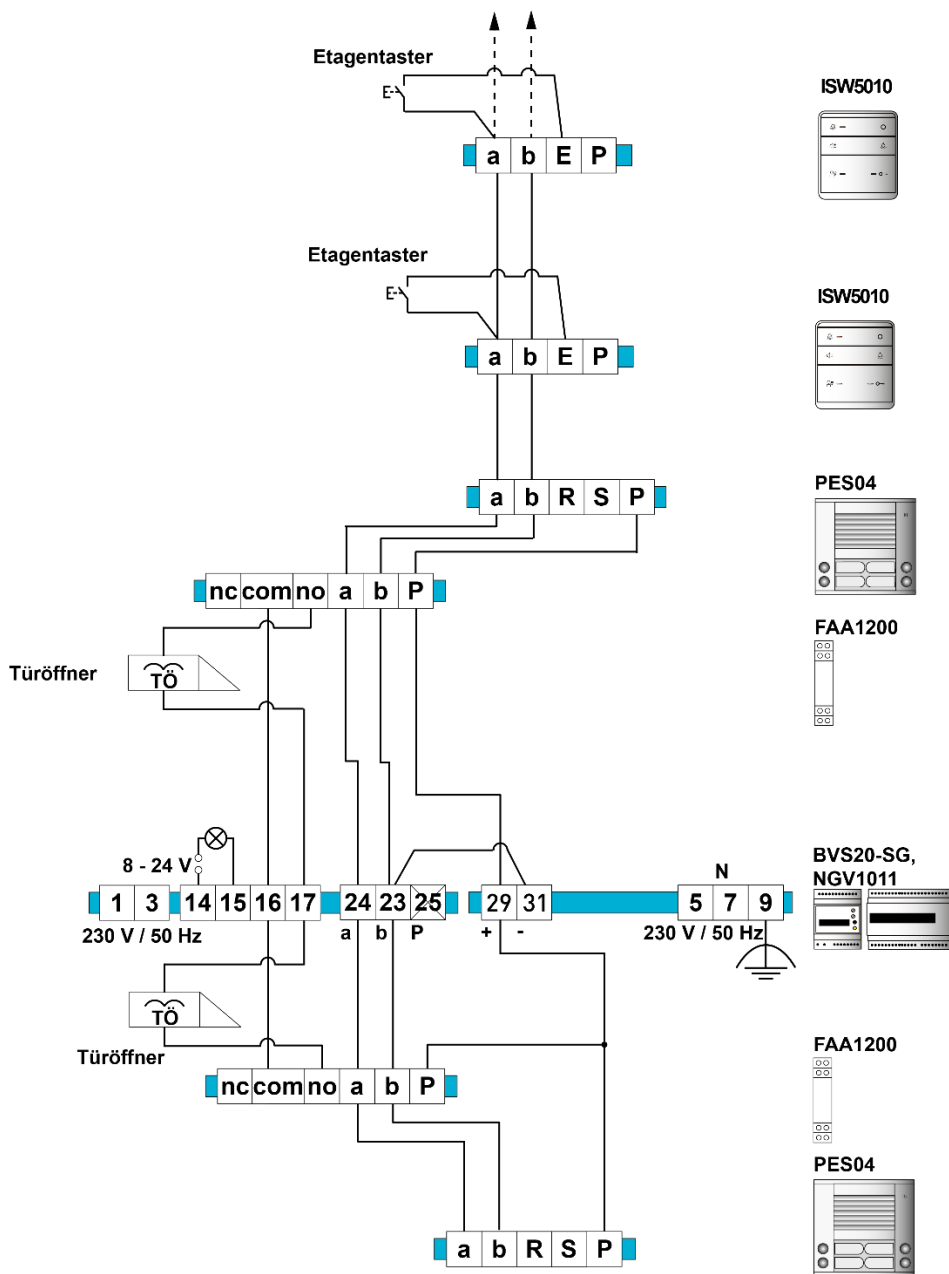 Etagentaster
ISW5010
a b E P
Etagentaster
ISW5010
a b E P
PES04
a b R S P
nc com no a b P
FAA1200
Türöffner
TÖ
BVS20-SG,
NGV1011
8 - 24 V
N
1 3 14 15 16 17 24 23 25 29 31 5 7 9
230 V / 50 Hz
a b P
+ -
230 V / 50 Hz
TÖ
Türöffner
FAA1200
nc com no a b P
PES04
a b R S P